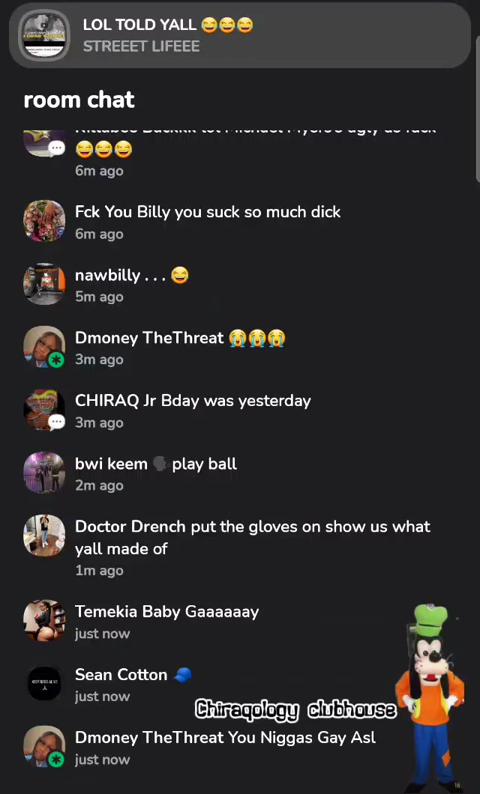 LOL TOLD YALL 😂😂😂
STREEET LIFEEE
room chat
😂😂😂
6m ago
Fck You Billy you suck so much dick
6m ago
nawbilly . . . 😂
5m ago
Dmoney TheThreat 😭😭😭
3m ago
CHIRAQ Jr Bday was yesterday
3m ago
bwi keem 🗣 play ball
2m ago
Doctor Drench put the gloves on show us what
yall made of
1m ago
Temekia Baby Gaaaaaay
just now
Sean Cotton 🧢
just now
Chiraqology clubhouse
Dmoney TheThreat You Niggas Gay Asl
just now